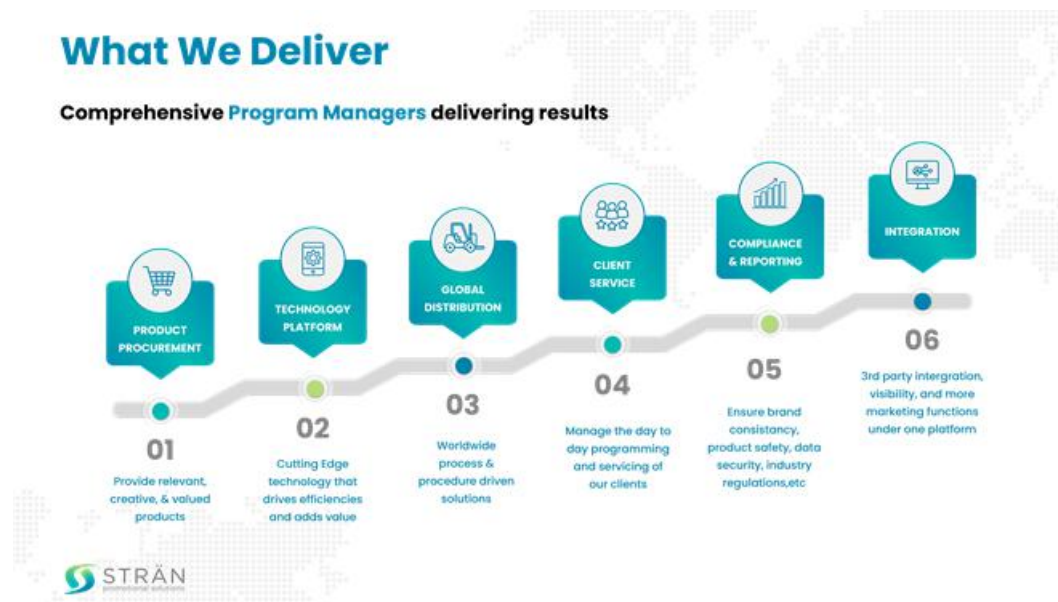 What We Deliver
Comprehensive Program Managers delivering results
PRODUCT
PROCUREMENT
01
Provide relevant,
creative, & valued
products
TECHNOLOGY
PLATFORM
02
Cutting Edge
technology that
drives efficiencies
and adds value
GLOBAL
DISTRIBUTION
03
Worldwide
process &
procedure driven
solutions
CLIENT
SERVICE
04
Manage the day to
day programming
and servicing of
our clients
COMPLIANCE
& REPORTING
05
Ensure brand
consistancy,
product safety, data
security, industry
regulations,etc
INTEGRATION
06
3rd party intergration,
visibility, and more
marketing functions
under one platform
STRÄN
promotional solutions